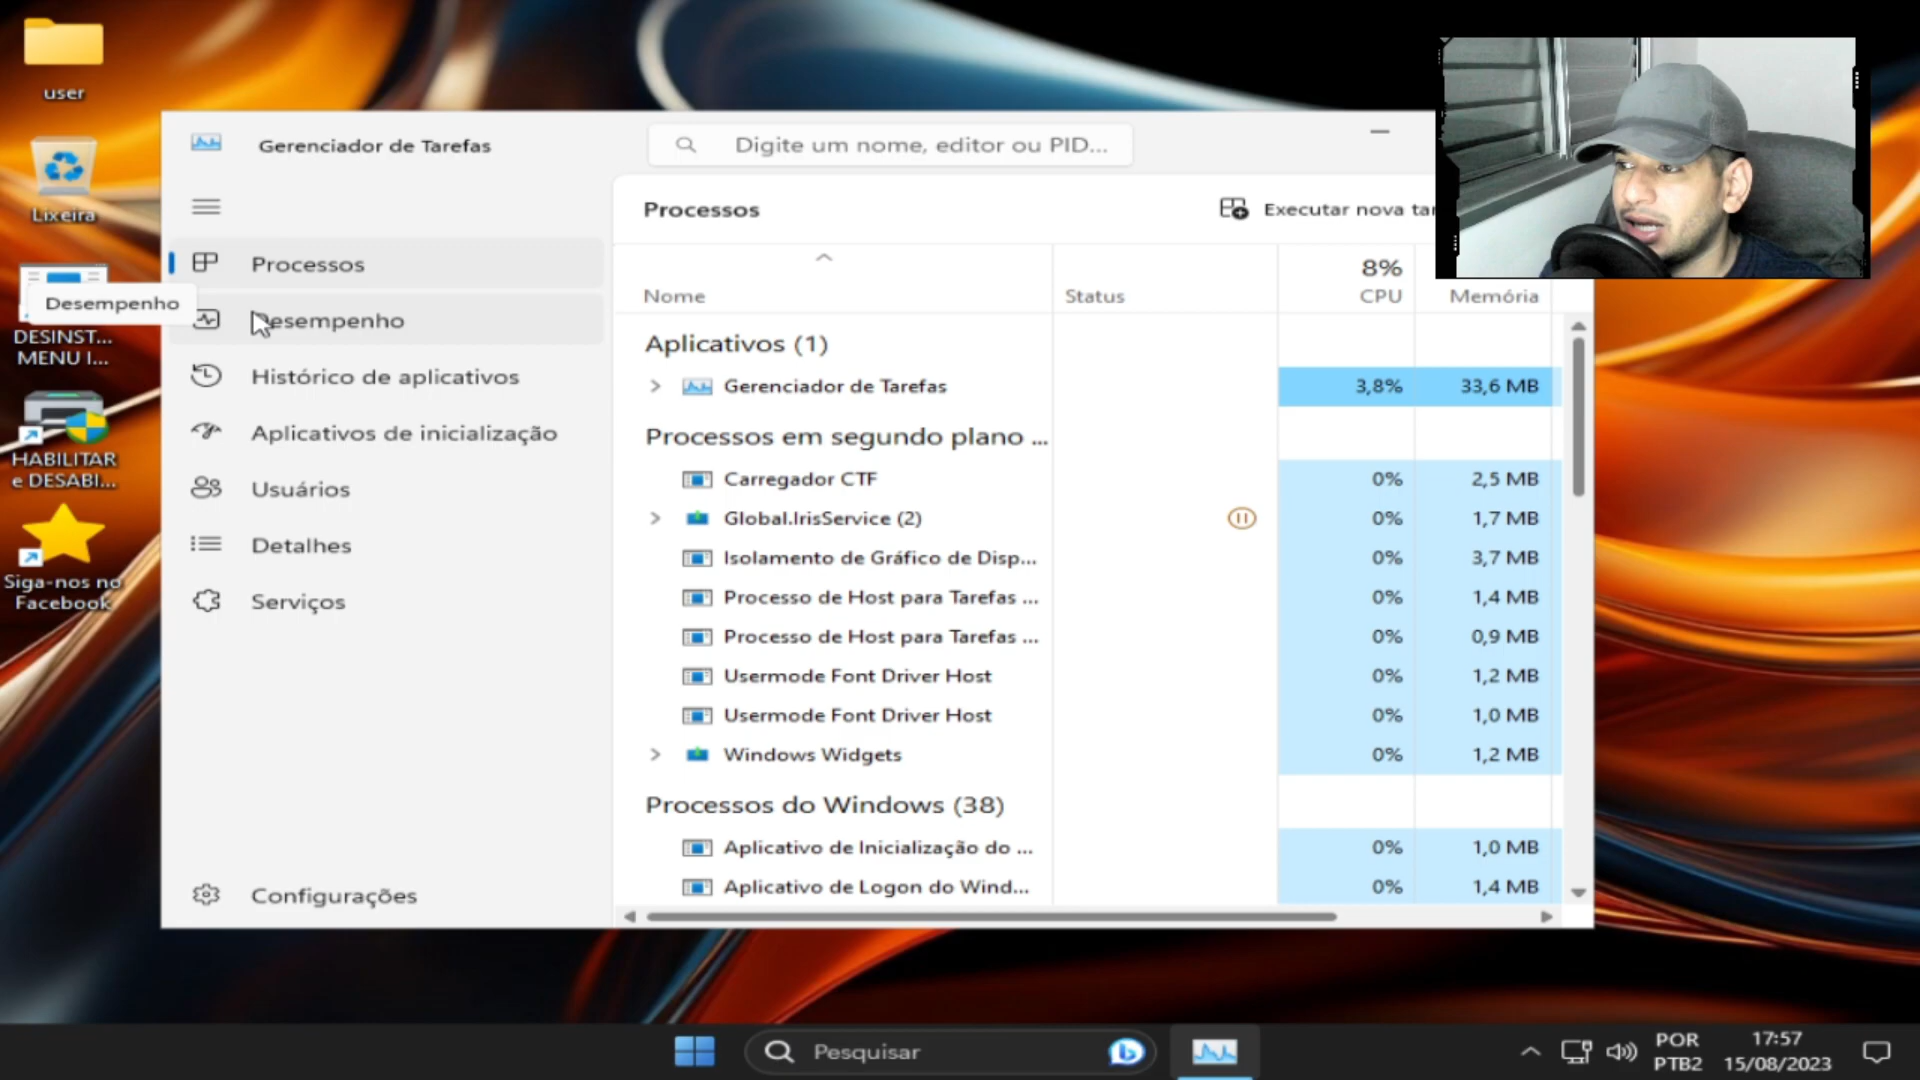 user
Lixeira
Desempenho
DESINST...
MENU I...
HABILITAR
e DESABI...
Siga-nos no
Facebook
Gerenciador de Tarefas
Digite um nome, editor ou PID...
Processos
Desempenho
Histórico de aplicativos
Aplicativos de inicialização
Usuários
Detalhes
Serviços
Configurações
Processos
Executar nova tar
Nome
Status
8%
CPU
Memória
Aplicativos (1)
Gerenciador de Tarefas 3,8% 33,6 MB
Processos em segundo plano ...
Carregador CTF 0% 2,5 MB
Global.IrisService (2) 0% 1,7 MB
Isolamento de Gráfico de Disp... 0% 3,7 MB
Processo de Host para Tarefas ... 0% 1,4 MB
Processo de Host para Tarefas ... 0% 0,9 MB
Usermode Font Driver Host 0% 1,2 MB
Usermode Font Driver Host 0% 1,0 MB
Windows Widgets 0% 1,2 MB
Processos do Windows (38)
Aplicativo de Inicialização do ... 0% 1,0 MB
Aplicativo de Logon do Wind... 0% 1,4 MB
Pesquisar
POR
PTB2
17:57
15/08/2023